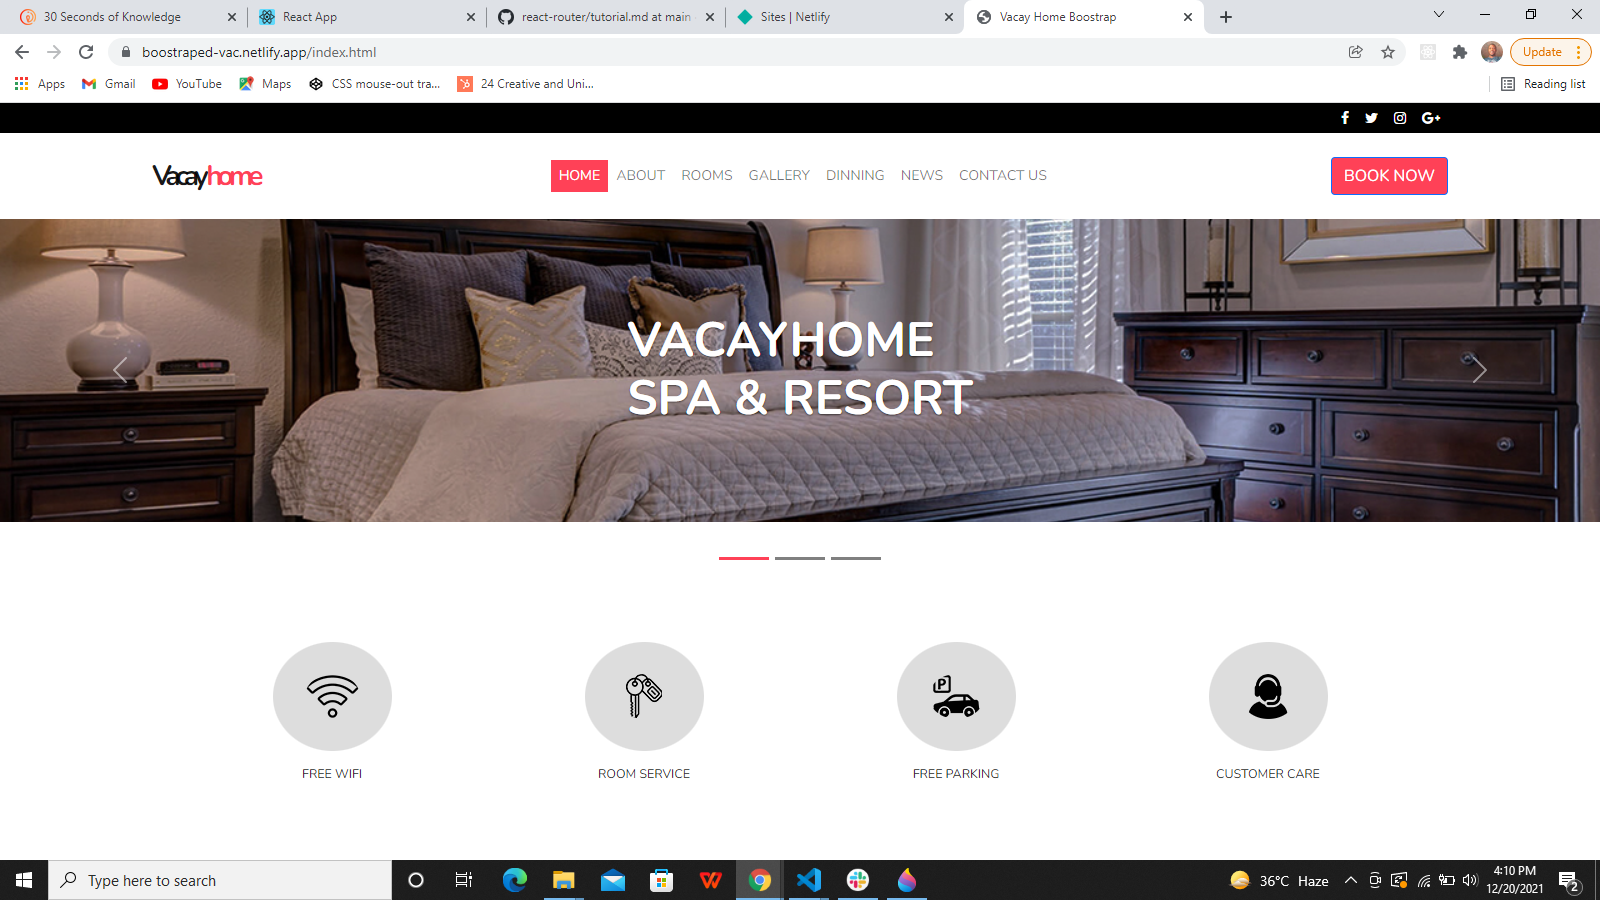 30 Seconds of Knowledge
React App
react-router/tutorial.md at main
Sites | Netlify
Vacay Home Boostrap
boostraped-vac.netlify.app/index.html
Update
Apps
Gmail
YouTube
Maps
CSS mouse-out tra...
24 Creative and Uni...
Reading list
Vacayhome
HOME
ABOUT
ROOMS
GALLERY
DINNING
NEWS
CONTACT US
BOOK NOW
VACAYHOME
SPA & RESORT
P
FREE WIFI
ROOM SERVICE
FREE PARKING
CUSTOMER CARE
Type here to search
36°C Haze
4:10 PM
12/20/2021
2